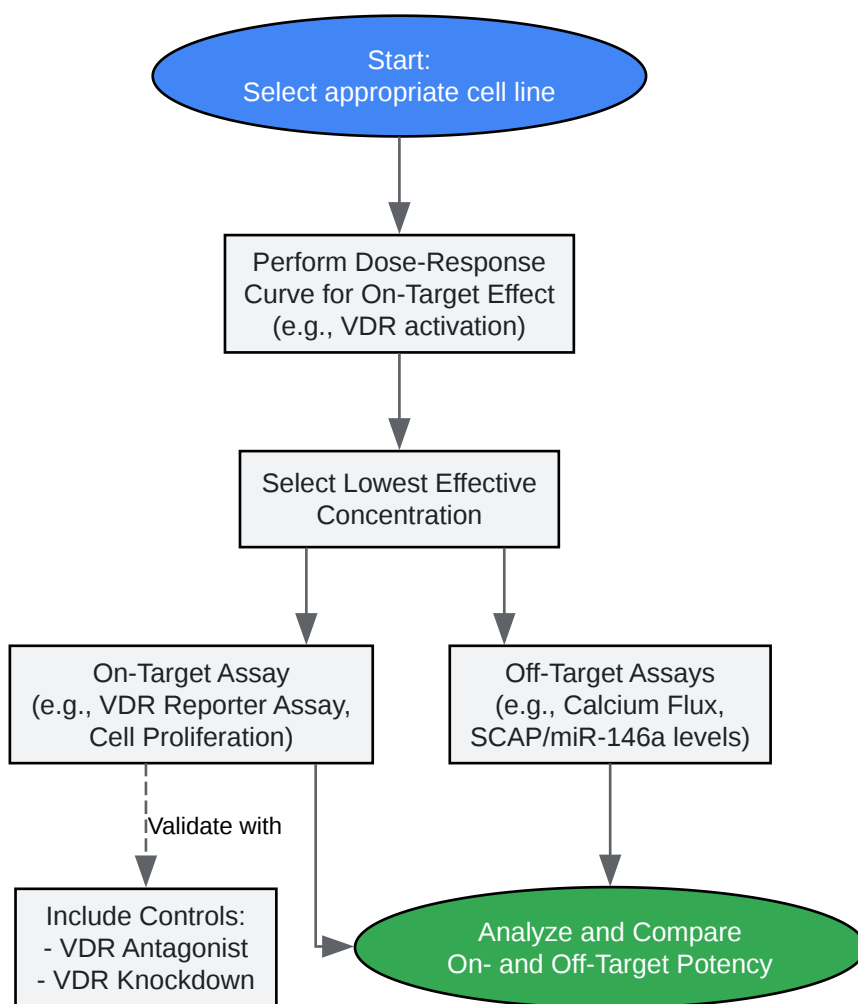 Start:
Select appropriate cell line
Perform Dose-Response
Curve for On-Target Effect
(e.g., VDR activation)
Select Lowest Effective
Concentration
On-Target Assay
(e.g., VDR Reporter Assay,
Cell Proliferation)
Off-Target Assays
(e.g., Calcium Flux,
SCAP/miR-146a levels)
Validate with
Include Controls:
- VDR Antagonist
- VDR Knockdown
Analyze and Compare
On- and Off-Target Potency